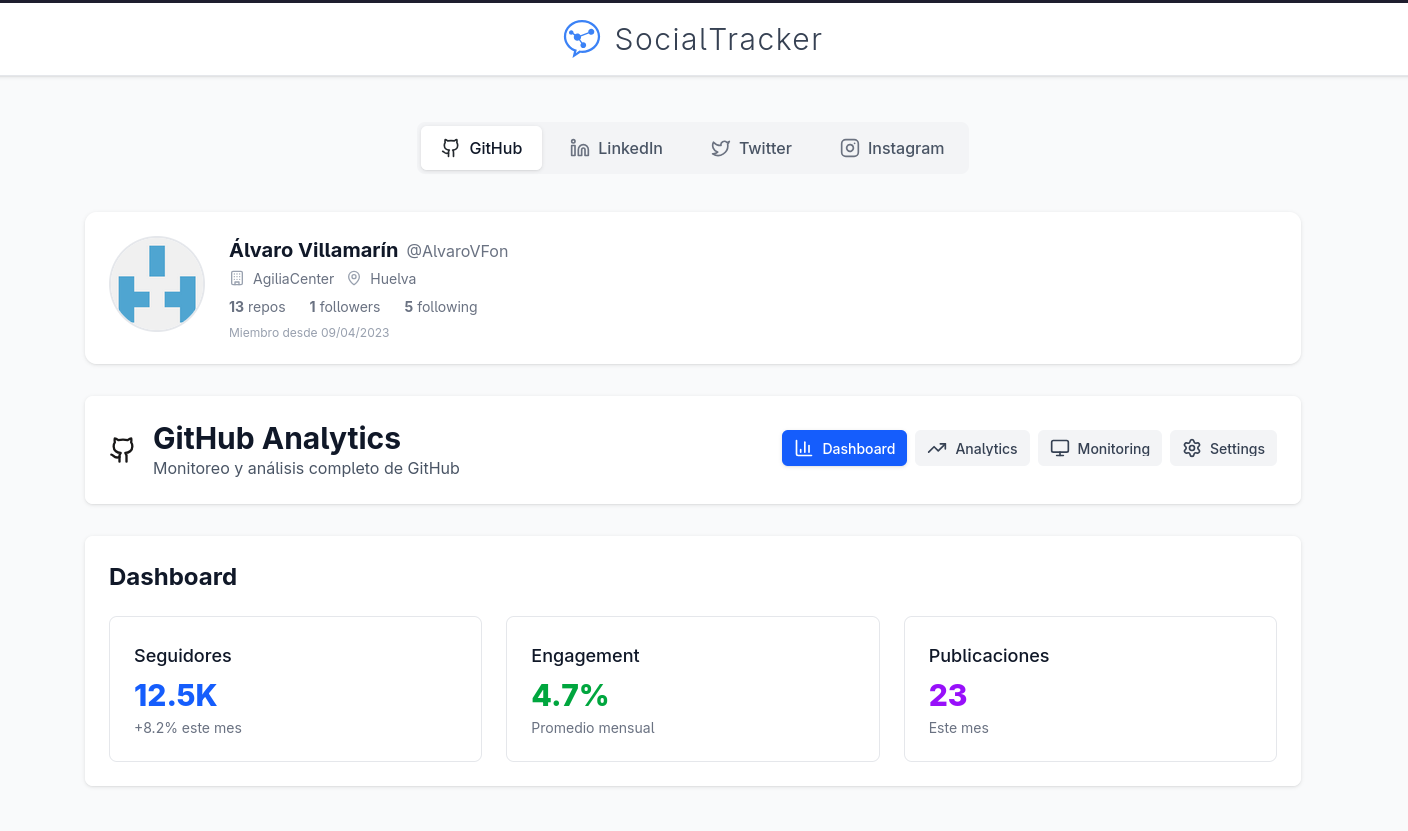 SocialTracker
GitHub LinkedIn Twitter Instagram
Álvaro Villamarín @AlvaroVFon
AgiliaCenter Huelva
13 repos 1 followers 5 following
Miembro desde 09/04/2023
GitHub Analytics
Monitoreo y análisis completo de GitHub
Dashboard Analytics Monitoring Settings
Dashboard
Seguidores
12.5K
+8.2% este mes
Engagement
4.7%
Promedio mensual
Publicaciones
23
Este mes